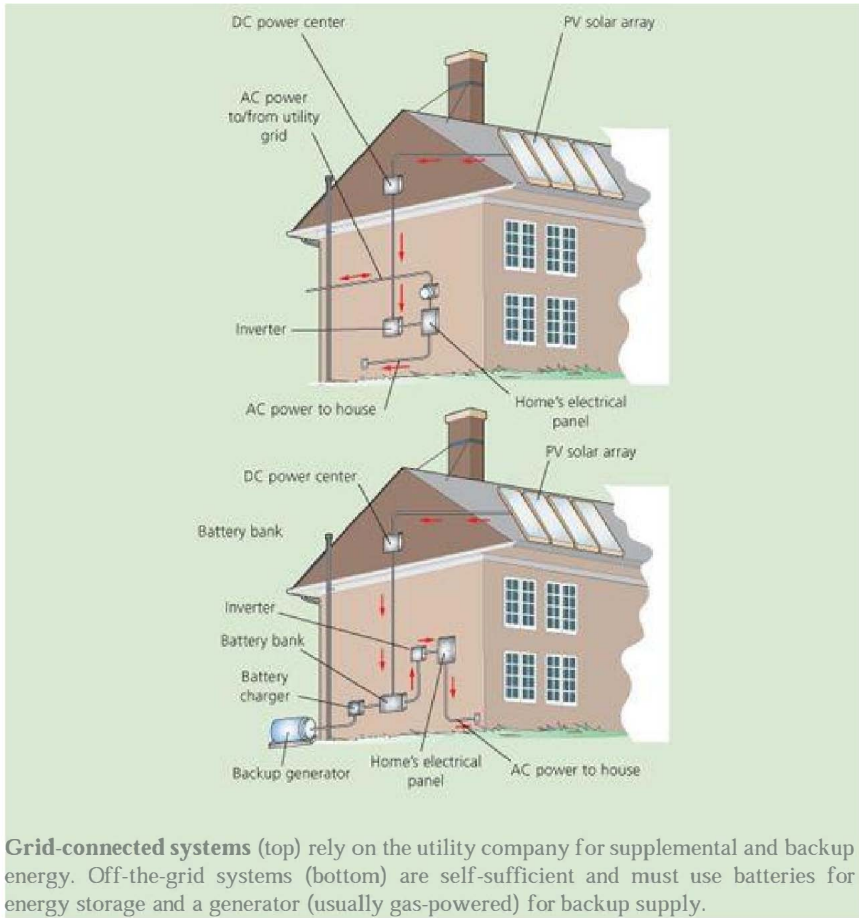 DC power center
PV solar array
AC power
to/from utility
grid
Inverter
AC power to house
Home's electrical
panel
PV solar array
DC power center
Battery bank
Inverter
Battery bank
Battery
charger
Backup generator
Home's electrical
panel
AC power to house
Grid-connected systems (top) rely on the utility company for supplemental and backup
energy. Off-the-grid systems (bottom) are self-sufficient and must use batteries for
energy storage and a generator (usually gas-powered) for backup supply.